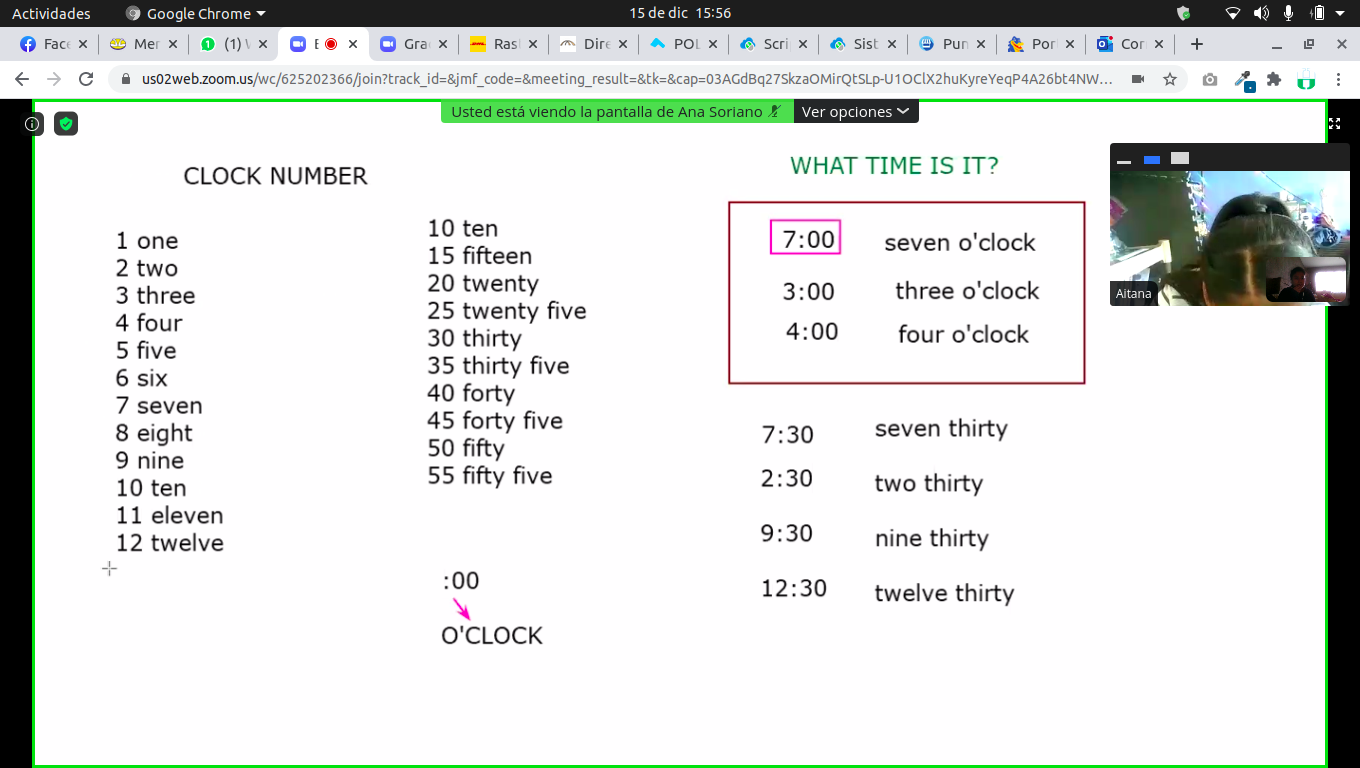 Actividades
Google Chrome
15 de dic 15:56
Face
Mer
(1) W
E
Grac
Rast
Dire
POL
Scri
Sist
Pun
Port
Cor
us02web.zoom.us/wc/625202366/join?track_id=&jmf_code=&meeting_result=&tk=&cap=03AGdBq27SkzaOMirQtSLp-U1OClX2huKyreYeqP4A26bt4NW...
Usted está viendo la pantalla de Ana Soriano
Ver opciones
CLOCK NUMBER
1 one
2 two
3 three
4 four
5 five
6 six
7 seven
8 eight
9 nine
10 ten
11 eleven
12 twelve
10 ten
15 fifteen
20 twenty
25 twenty five
30 thirty
35 thirty five
40 forty
45 forty five
50 fifty
55 fifty five
:00
O'CLOCK
WHAT TIME IS IT?
7:00 seven o'clock
3:00 three o'clock
4:00 four o'clock
7:30 seven thirty
2:30 two thirty
9:30 nine thirty
12:30 twelve thirty
Aitana